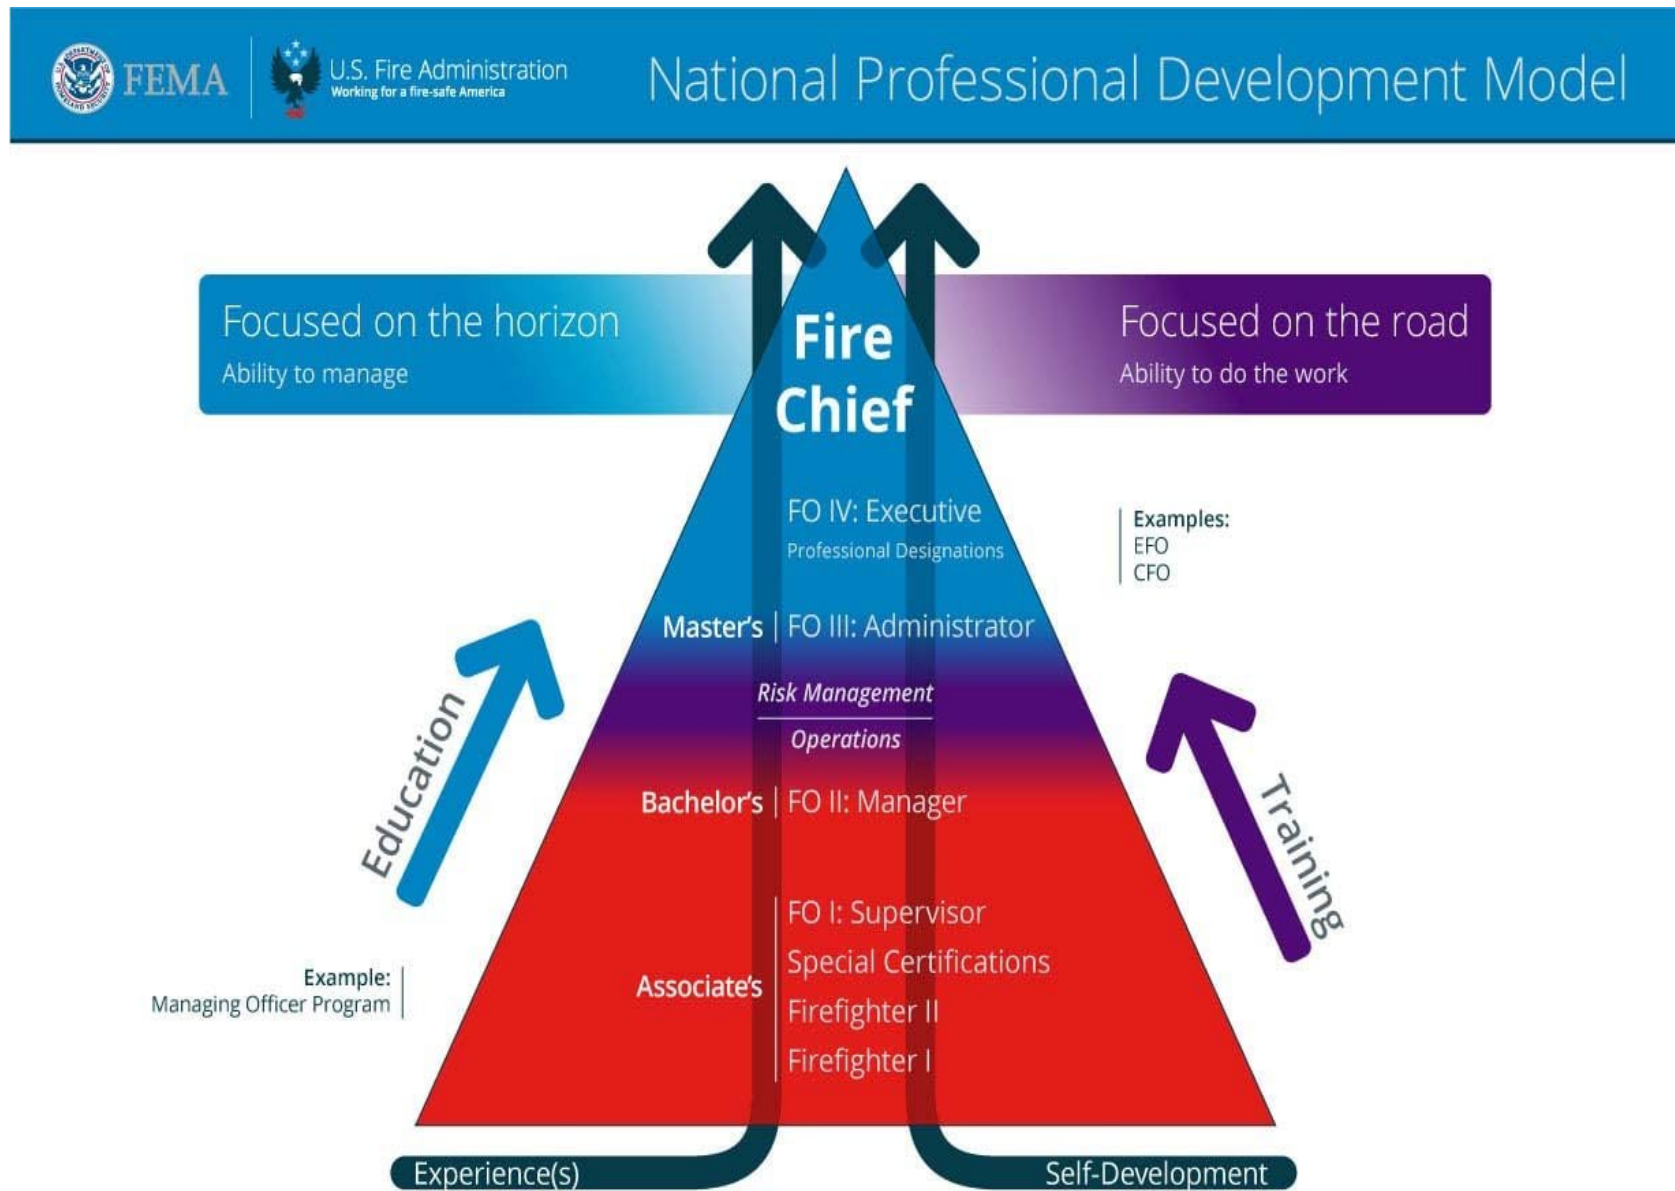 FEMA
U.S. Fire Administration
Working for a fire-safe America
National Professional Development Model
Focused on the horizon
Ability to manage
Fire
Chief
Focused on the road
Ability to do the work
FO IV: Executive
Professional Designations
Examples:
EFO
CFO
Master's | FO III: Administrator
Risk Management
Operations
Education
Training
Bachelor's | FO II: Manager
FO I: Supervisor
Special Certifications
Associate's
Firefighter II
Firefighter I
Example:
Managing Officer Program
Experience(s)
Self-Development